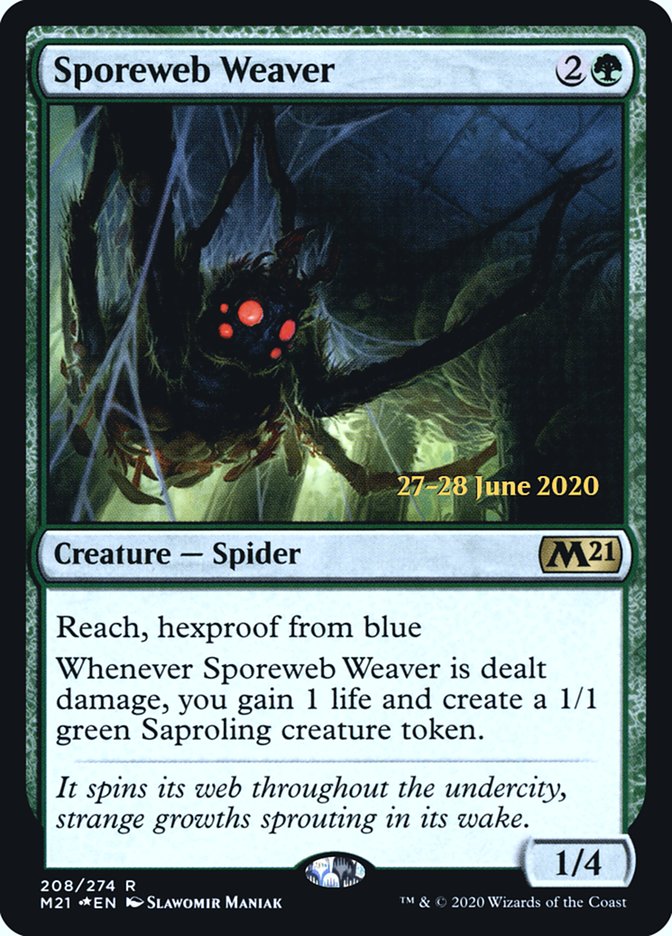 Sporeweb Weaver 2
27–28 June 2020
Creature — Spider M21
Reach, hexproof from blue
Whenever Sporeweb Weaver is dealt
damage, you gain 1 life and create a 1/1
green Saproling creature token.
It spins its web throughout the undercity,
strange growths sprouting in its wake.
1/4
208/274 R
M21 ★ EN Slawomir Maniak
™ & © 2020 Wizards of the Coast